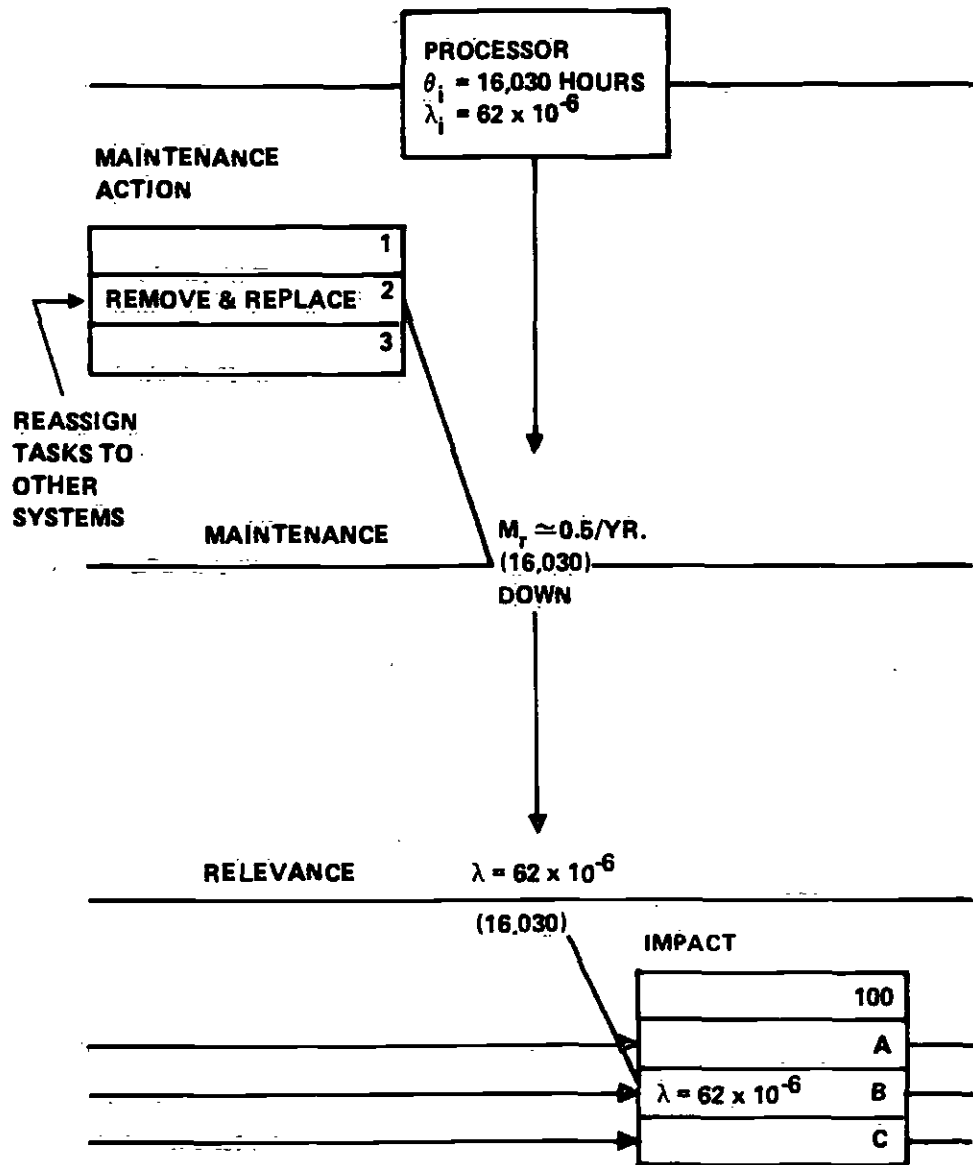 PROCESSOR
θi = 16,030 HOURS
λi = 62 x 10^-6
MAINTENANCE
ACTION
1
REMOVE & REPLACE 2
3
REASSIGN
TASKS TO
OTHER
SYSTEMS
MAINTENANCE
Mr ≃ 0.5/YR.
(16,030)
DOWN
RELEVANCE
λ = 62 x 10^-6
(16,030)
IMPACT
100
A
λ = 62 x 10^-6 B
C